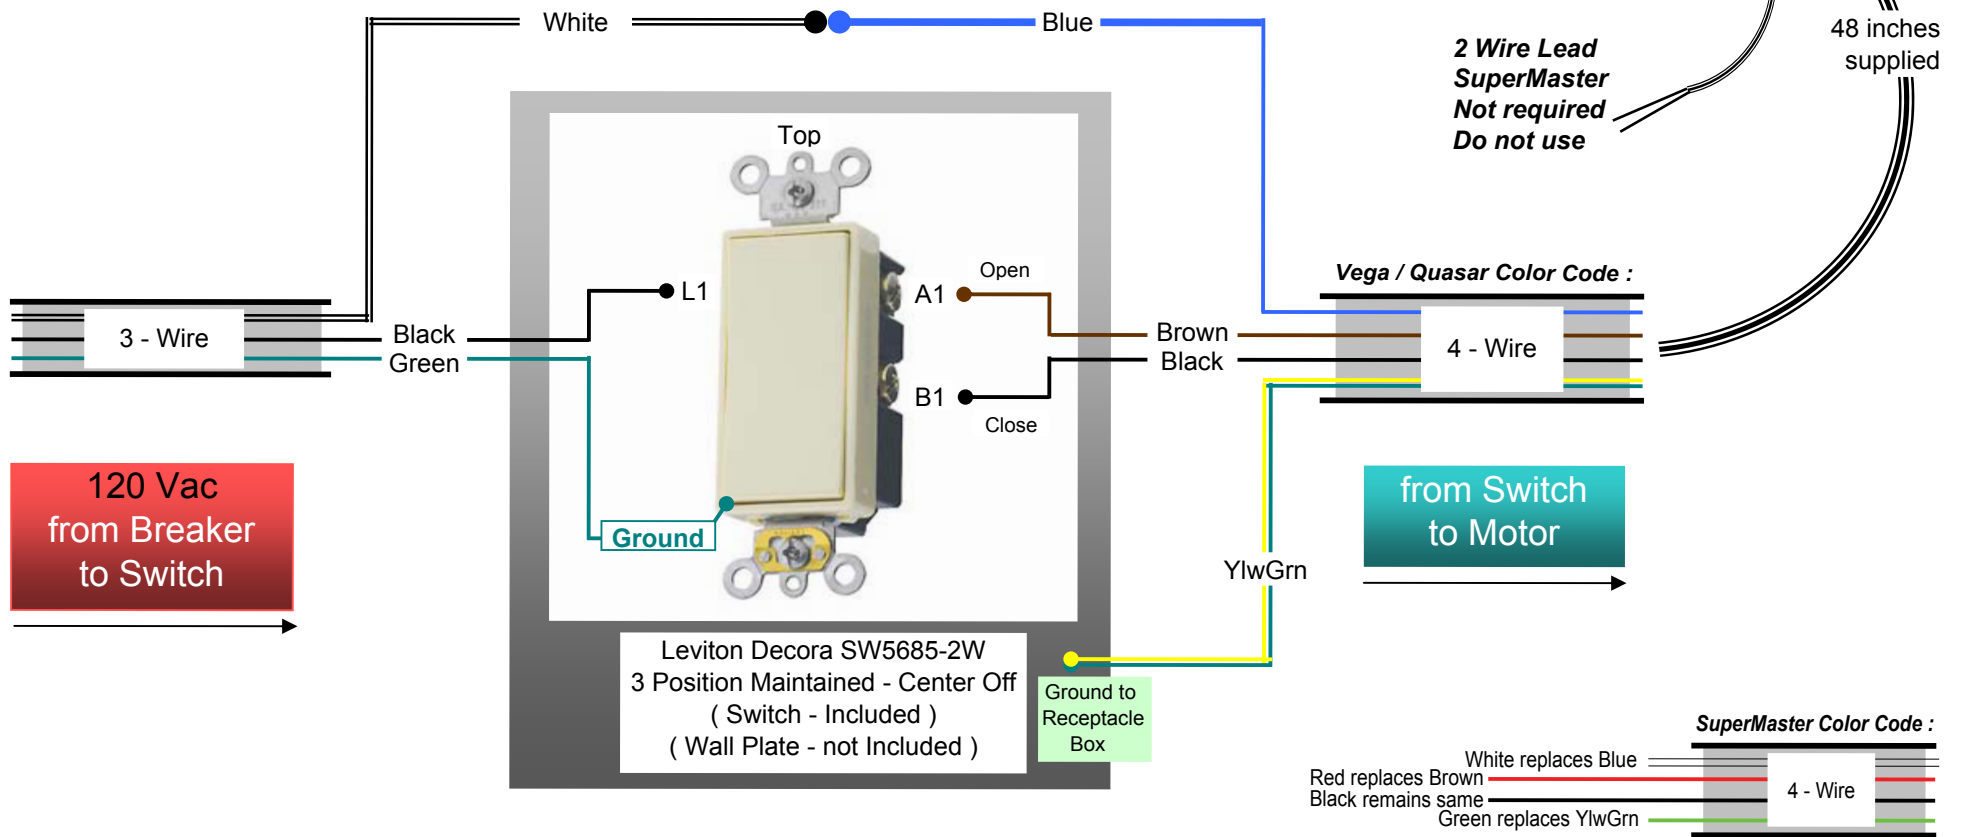 White
Blue
48 inches
supplied
2 Wire Lead
SuperMaster
Not required
Do not use
Top
L1
A1
Open
B1
Close
3 - Wire
Black
Green
Ground
Brown
Black
Vega / Quasar Color Code :
4 - Wire
120 Vac
from Breaker
to Switch
from Switch
to Motor
YlwGrn
Leviton Decora SW5685-2W
3 Position Maintained - Center Off
( Switch - Included )
( Wall Plate - not Included )
Ground to
Receptacle
Box
SuperMaster Color Code :
White replaces Blue
Red replaces Brown
Black remains same
Green replaces YlwGrn
4 - Wire